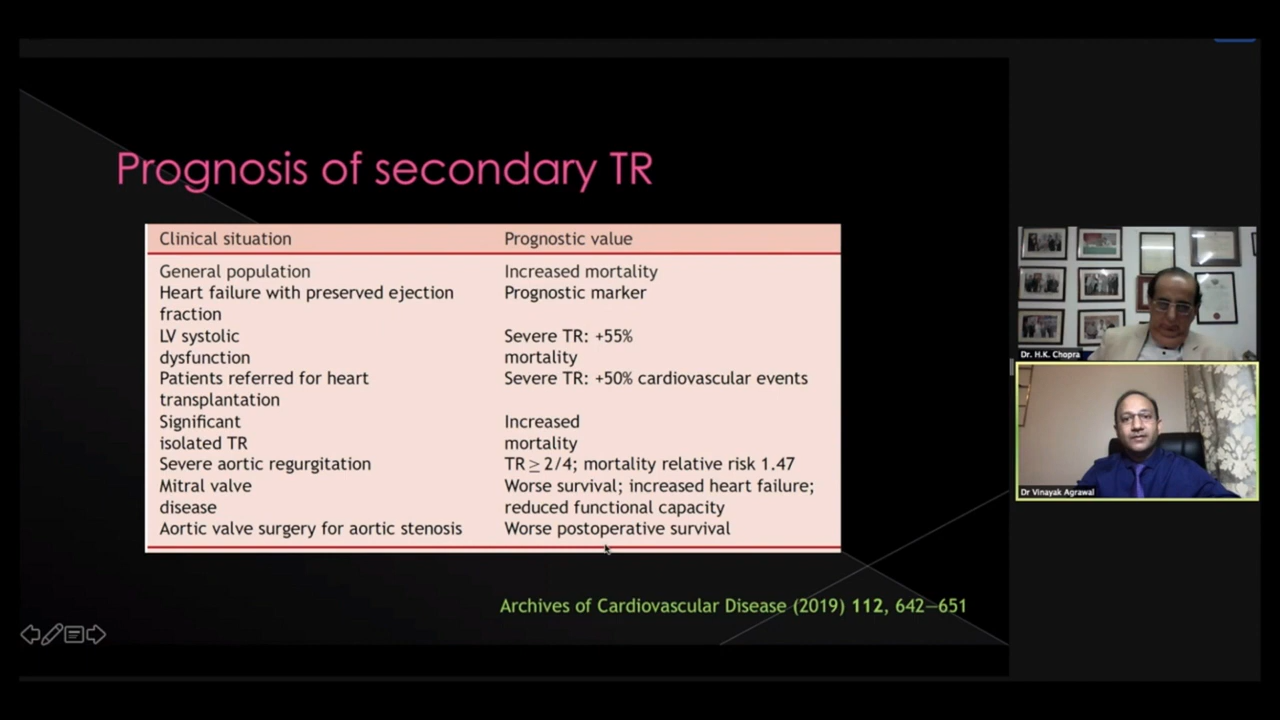 Prognosis of secondary TR
Clinical situation Prognostic value
General population Increased mortality
Heart failure with preserved ejection Prognostic marker
fraction
LV systolic Severe TR: +55%
dysfunction mortality
Patients referred for heart Severe TR: +50% cardiovascular events
transplantation
Significant Increased
isolated TR mortality
Severe aortic regurgitation TR ≥ 2/4; mortality relative risk 1.47
Mitral valve Worse survival; increased heart failure;
disease reduced functional capacity
Aortic valve surgery for aortic stenosis Worse postoperative survival
Archives of Cardiovascular Disease (2019) 112, 642–651
Dr. H.K. Chopra
Dr Vinayak Agrawal